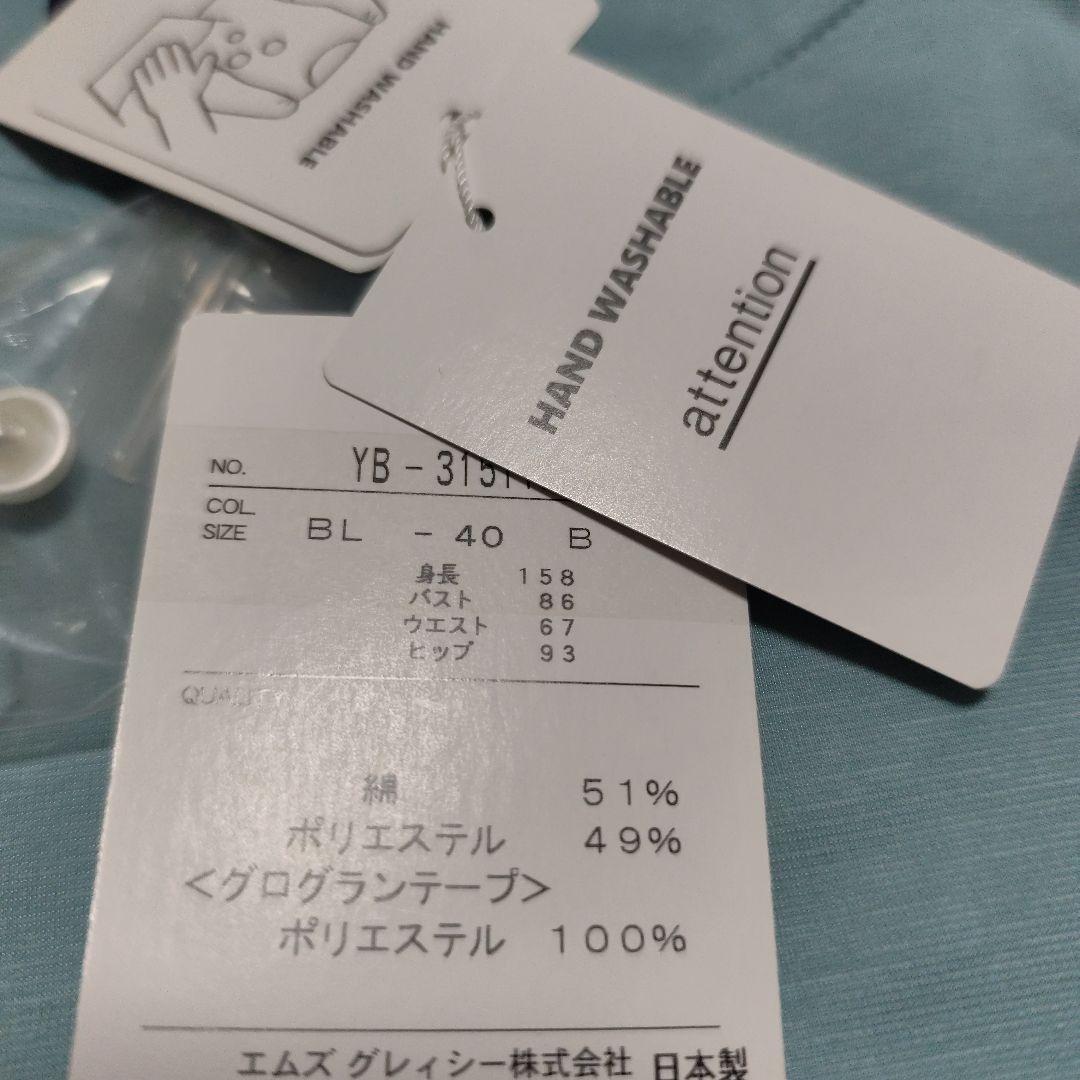 HAND WASHABLE
HAND WASHABLE
attention
NO. YB-315
COL.
SIZE BL -40 B
身長 158
バスト 86
ウエスト 67
ヒップ 93
QUALITY
綿 51%
ポリエステル 49%
<グログランテープ>
ポリエステル 100%
エムズ グレィシー株式会社 日本製